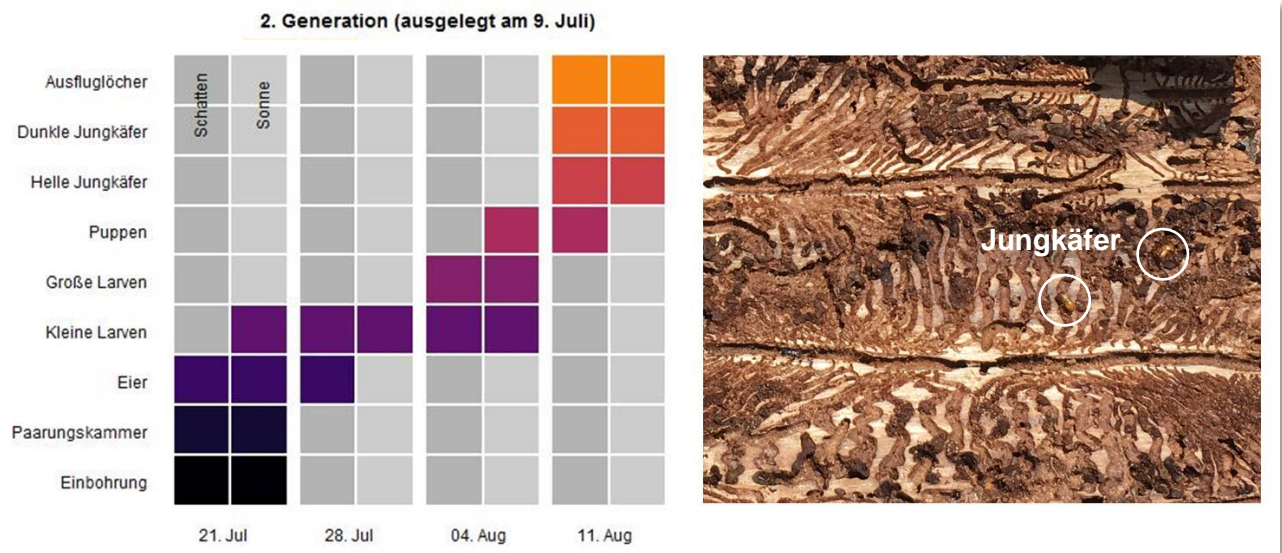 2. Generation (ausgelegt am 9. Juli)
Schatten
Sonne
Ausfluglöcher
Dunkle Jungkäfer
Helle Jungkäfer
Puppen
Große Larven
Kleine Larven
Eier
Paarungskammer
Einbohrung
21. Jul
28. Jul
04. Aug
11. Aug
Jungkäfer